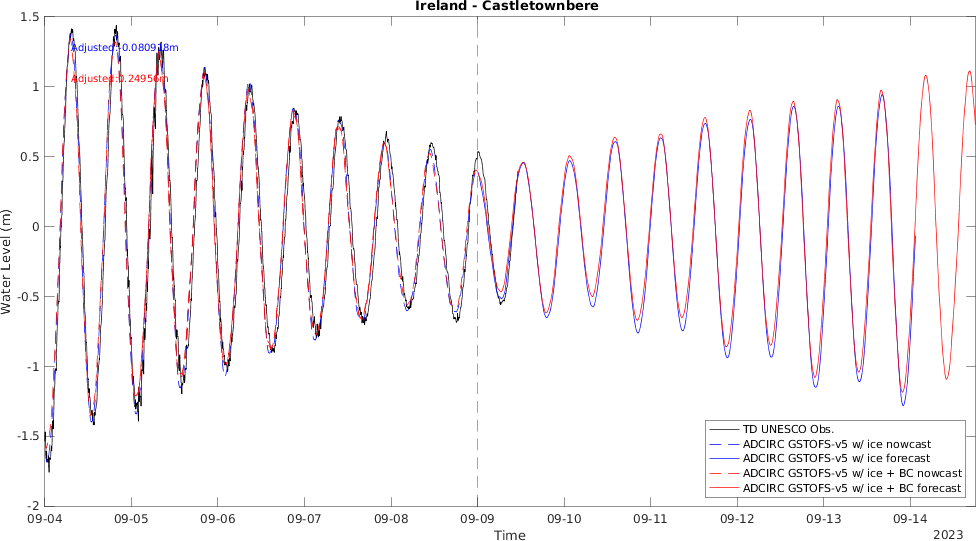 Ireland - Castletownbere
1.5
1
0.5
0
-0.5
-1
-1.5
-2
Water Level (m)
Adjusted:0.24956m
TD UNESCO Obs.
ADCIRC GSTOFS-v5 w/ ice nowcast
ADCIRC GSTOFS-v5 w/ ice forecast
ADCIRC GSTOFS-v5 w/ ice + BC nowcast
ADCIRC GSTOFS-v5 w/ ice + BC forecast
09-04 09-05 09-06 09-07 09-08 09-09 09-10 09-11 09-12 09-13 09-14
Time
2023